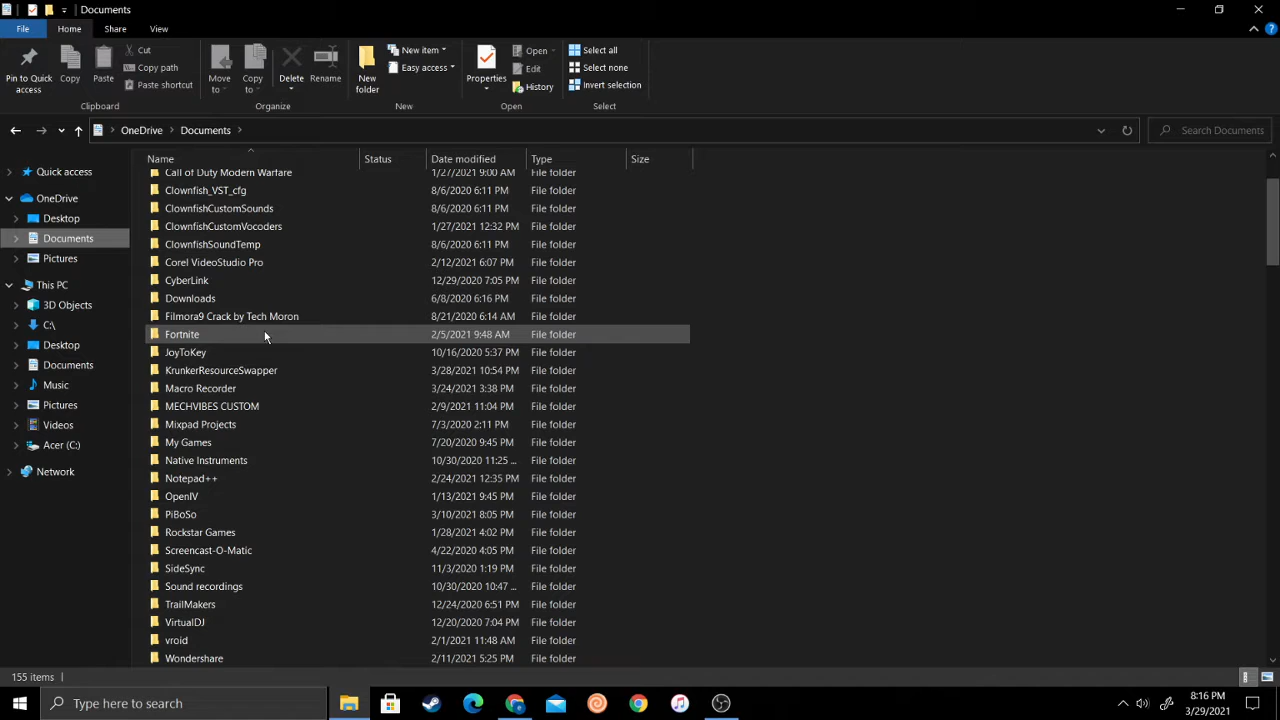 Documents
File Home Share View
Pin to Quick access
Copy
Paste
Cut
Copy path
Paste shortcut
Clipboard
Move to
Copy to
Delete
Rename
Organize
New folder
New item
Easy access
New
Properties
Open
Edit
History
Open
Select all
Select none
Invert selection
Select
OneDrive > Documents >
Search Documents
Quick access
OneDrive
Desktop
Documents
Pictures
This PC
3D Objects
C:\
Desktop
Documents
Music
Pictures
Videos
Acer (C:)
Network
Name Status Date modified Type Size
Call of Duty Modern Warfare 1/27/2021 9:00 AM File folder
Clownfish_VST_cfg 8/6/2020 6:11 PM File folder
ClownfishCustomSounds 8/6/2020 6:11 PM File folder
ClownfishCustomVocoders 1/27/2021 12:32 PM File folder
ClownfishSoundTemp 8/6/2020 6:11 PM File folder
Corel VideoStudio Pro 2/12/2021 6:07 PM File folder
CyberLink 12/29/2020 7:05 PM File folder
Downloads 6/8/2020 6:16 PM File folder
Filmora9 Crack by Tech Moron 8/21/2020 6:14 AM File folder
Fortnite 2/5/2021 9:48 AM File folder
JoyToKey 10/16/2020 5:37 PM File folder
KrunkerResourceSwapper 3/28/2021 10:54 PM File folder
Macro Recorder 3/24/2021 3:38 PM File folder
MECHVIBES CUSTOM 2/9/2021 11:04 PM File folder
Mixpad Projects 7/3/2020 2:11 PM File folder
My Games 7/20/2020 9:45 PM File folder
Native Instruments 10/30/2020 11:25 ... File folder
Notepad++ 2/24/2021 12:35 PM File folder
OpenIV 1/13/2021 9:45 PM File folder
PiBoSo 3/10/2021 8:05 PM File folder
Rockstar Games 1/28/2021 4:02 PM File folder
Screencast-O-Matic 4/22/2020 4:05 PM File folder
SideSync 11/3/2020 1:19 PM File folder
Sound recordings 10/30/2020 10:47 ... File folder
TrailMakers 12/24/2020 6:51 PM File folder
VirtualDJ 12/20/2020 7:04 PM File folder
vroid 2/1/2021 11:48 AM File folder
Wondershare 2/11/2021 5:25 PM File folder
155 items
Type here to search
8:16 PM
3/29/2021